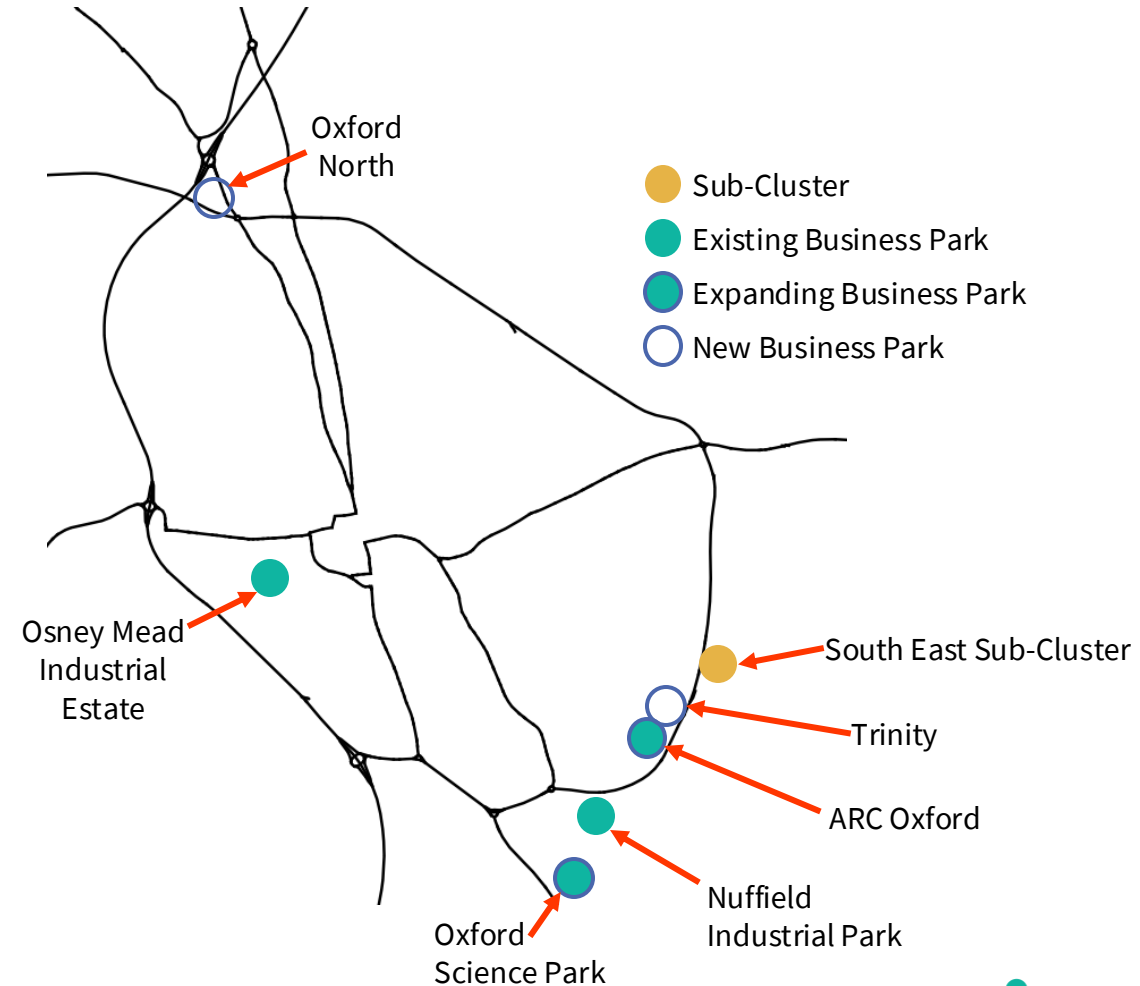 Oxford
North
Sub-Cluster
Existing Business Park
Expanding Business Park
New Business Park
Osney Mead
Industrial
Estate
South East Sub-Cluster
Trinity
ARC Oxford
Nuffield
Industrial Park
Oxford
Science Park